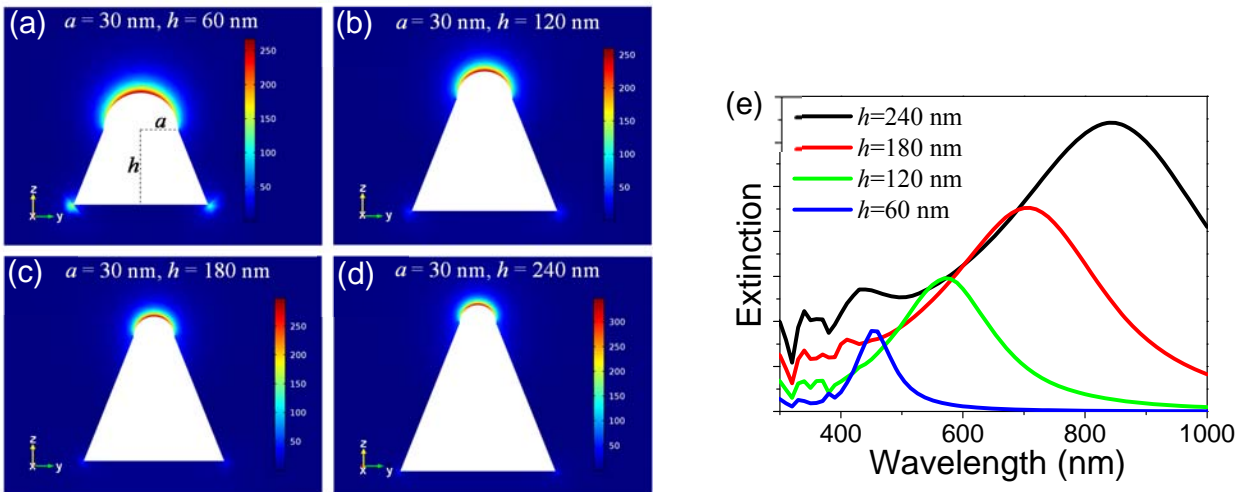 (a)
a = 30 nm, h = 60 nm
250
200
150
100
50
a
h
z
x
y
(b)
a = 30 nm, h = 120 nm
250
200
150
100
50
z
x
y
(c)
a = 30 nm, h = 180 nm
250
200
150
100
50
z
x
y
(d)
a = 30 nm, h = 240 nm
300
250
200
150
100
50
z
x
y
(e)
h=240 nm
h=180 nm
h=120 nm
h=60 nm
Extinction
400 600 800 1000
Wavelength (nm)